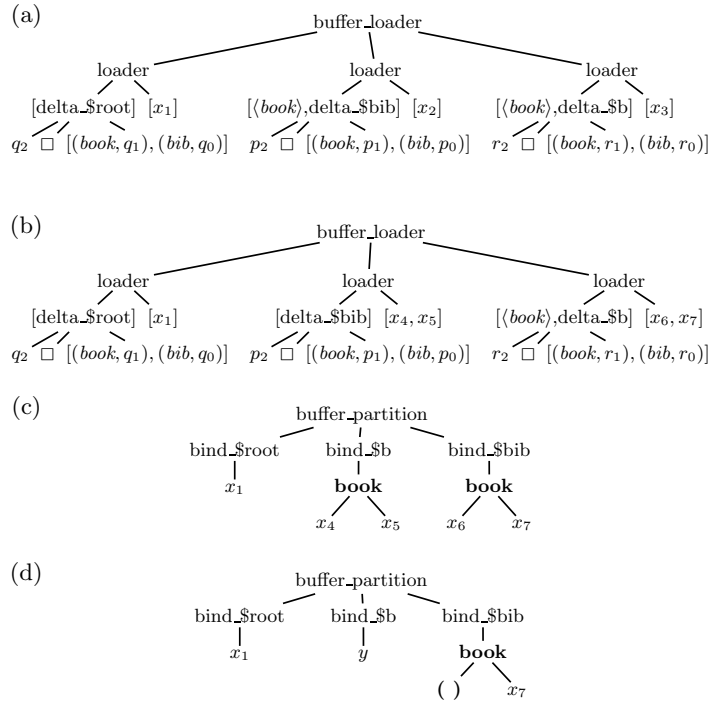 (a)
buffer_loader
loader loader loader
[delta_$root] [x₁] [⟨book⟩,delta_$bib] [x₂] [⟨book⟩,delta_$b] [x₃]
q₂ □ [(book, q₁), (bib, q₀)] p₂ □ [(book, p₁), (bib, p₀)] r₂ □ [(book, r₁), (bib, r₀)]
(b)
buffer_loader
loader loader loader
[delta_$root] [x₁] [delta_$bib] [x₄, x₅] [⟨book⟩,delta_$b] [x₆, x₇]
q₂ □ [(book, q₁), (bib, q₀)] p₂ □ [(book, p₁), (bib, p₀)] r₂ □ [(book, r₁), (bib, r₀)]
(c)
buffer_partition
bind_$root bind_$b bind_$bib
x₁ book book
x₄ x₅ x₆ x₇
(d)
buffer_partition
bind_$root bind_$b bind_$bib
x₁ y book
( ) x₇